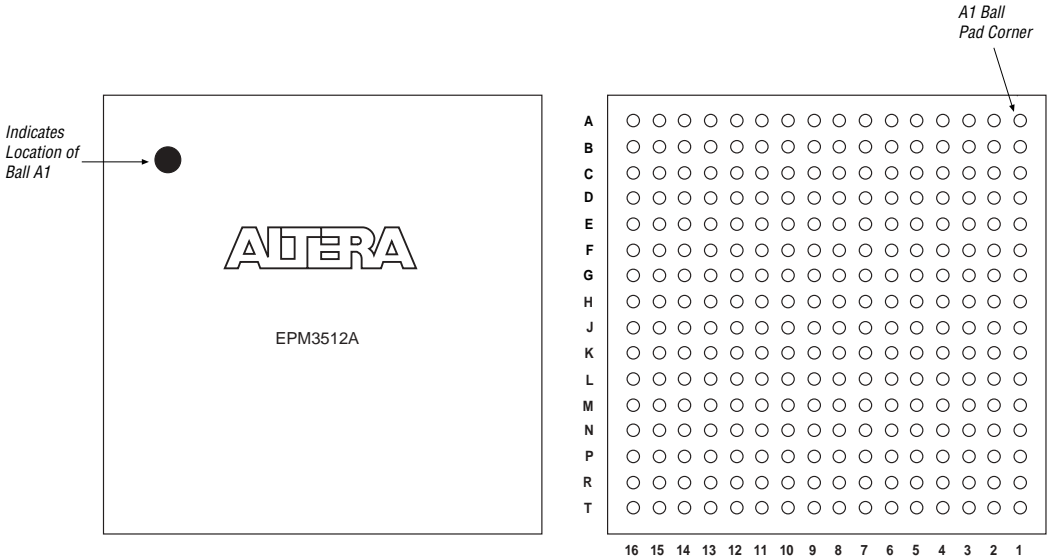 A1 Ball
Pad Corner
Indicates
Location of
Ball A1
ALTERA
EPM3512A
A
B
C
D
E
F
G
H
J
K
L
M
N
P
R
T
16 15 14 13 12 11 10 9 8 7 6 5 4 3 2 1